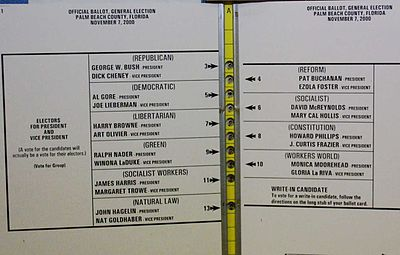 1
OFFICIAL BALLOT, GENERAL ELECTION
PALM BEACH COUNTY, FLORIDA
NOVEMBER 7, 2000
ELECTORS
FOR PRESIDENT
AND
VICE PRESIDENT
(A vote for the candidates will
actually be a vote for their electors.)
(Vote for Group)
(REPUBLICAN)
GEORGE W. BUSH PRESIDENT
DICK CHENEY VICE PRESIDENT
3
(DEMOCRATIC)
AL GORE PRESIDENT
JOE LIEBERMAN VICE PRESIDENT
5
(LIBERTARIAN)
HARRY BROWNE PRESIDENT
ART OLIVIER VICE PRESIDENT
7
(GREEN)
RALPH NADER PRESIDENT
WINONA LaDUKE VICE PRESIDENT
9
(SOCIALIST WORKERS)
JAMES HARRIS PRESIDENT
MARGARET TROWE VICE PRESIDENT
11
(NATURAL LAW)
JOHN HAGELIN PRESIDENT
NAT GOLDHABER VICE PRESIDENT
13
A
OFFICIAL BALLOT, GENERAL ELECTION
PALM BEACH COUNTY, FLORIDA
NOVEMBER 7, 2000
(REFORM)
4
PAT BUCHANAN PRESIDENT
EZOLA FOSTER VICE PRESIDENT
(SOCIALIST)
6
DAVID McREYNOLDS PRESIDENT
MARY CAL HOLLIS VICE PRESIDENT
(CONSTITUTION)
8
HOWARD PHILLIPS PRESIDENT
J. CURTIS FRAZIER VICE PRESIDENT
(WORKERS WORLD)
10
MONICA MOOREHEAD PRESIDENT
GLORIA La RIVA VICE PRESIDENT
WRITE-IN CANDIDATE
To vote for a write-in candidate, follow the
directions on the long stub of your ballot card.